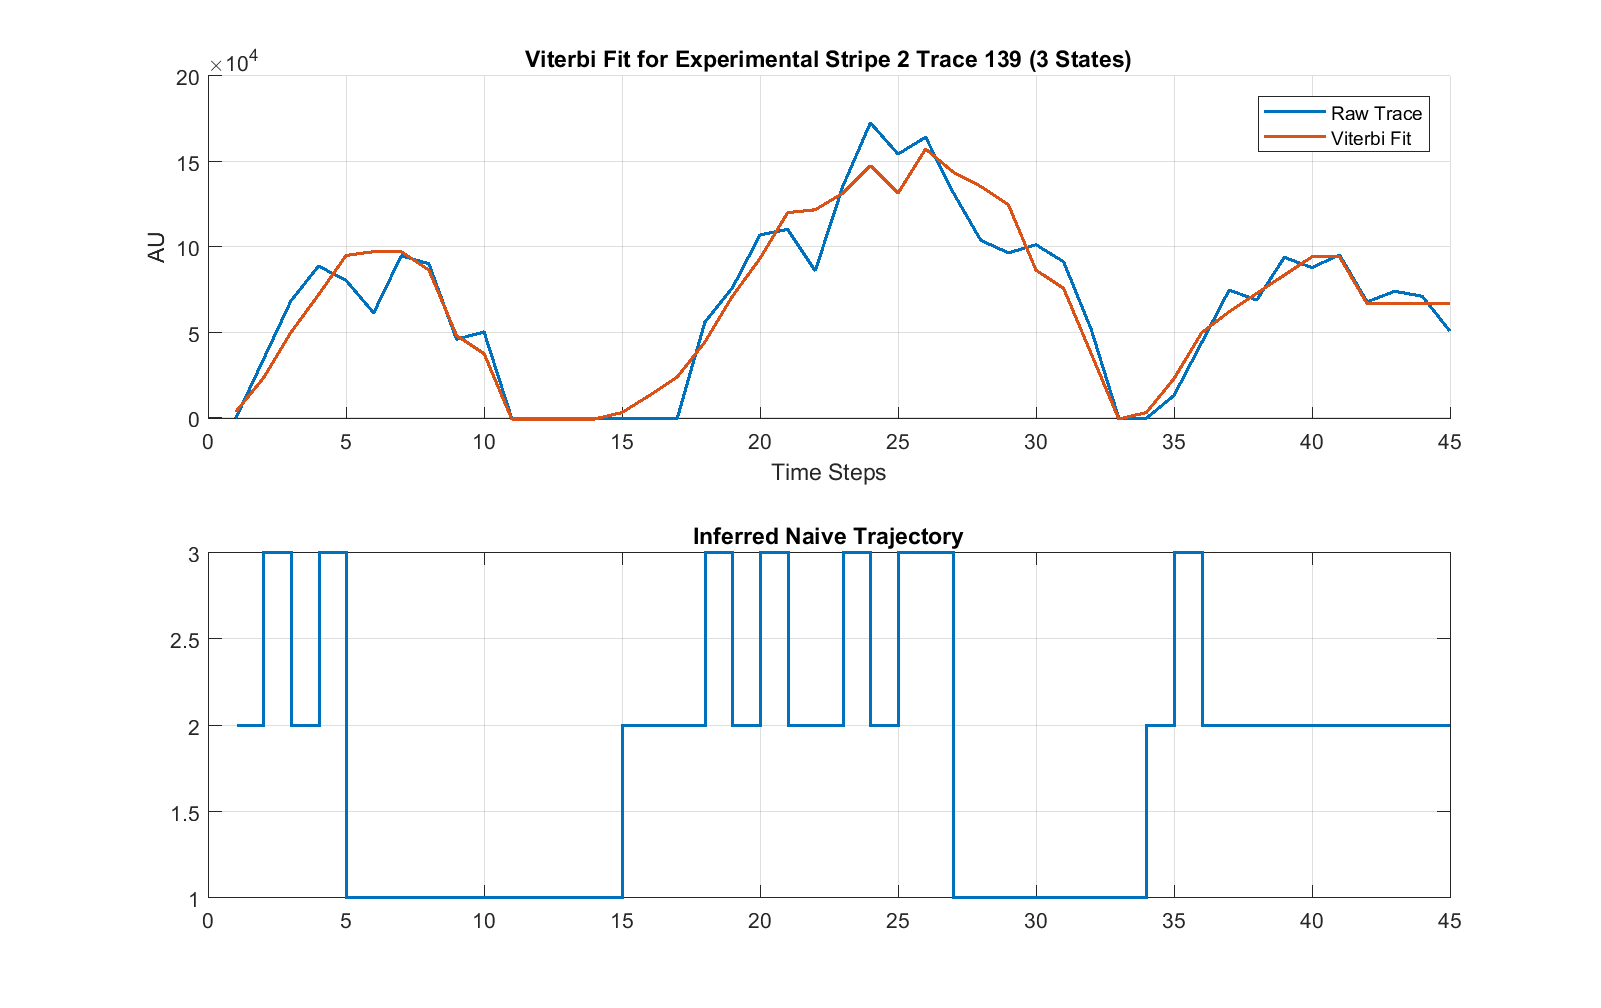 Viterbi Fit for Experimental Stripe 2 Trace 139 (3 States)
×10⁴
20
15
10
5
0
AU
Raw Trace
Viterbi Fit
0 5 10 15 20 25 30 35 40 45
Time Steps
Inferred Naive Trajectory
3
2.5
2
1.5
1
0 5 10 15 20 25 30 35 40 45